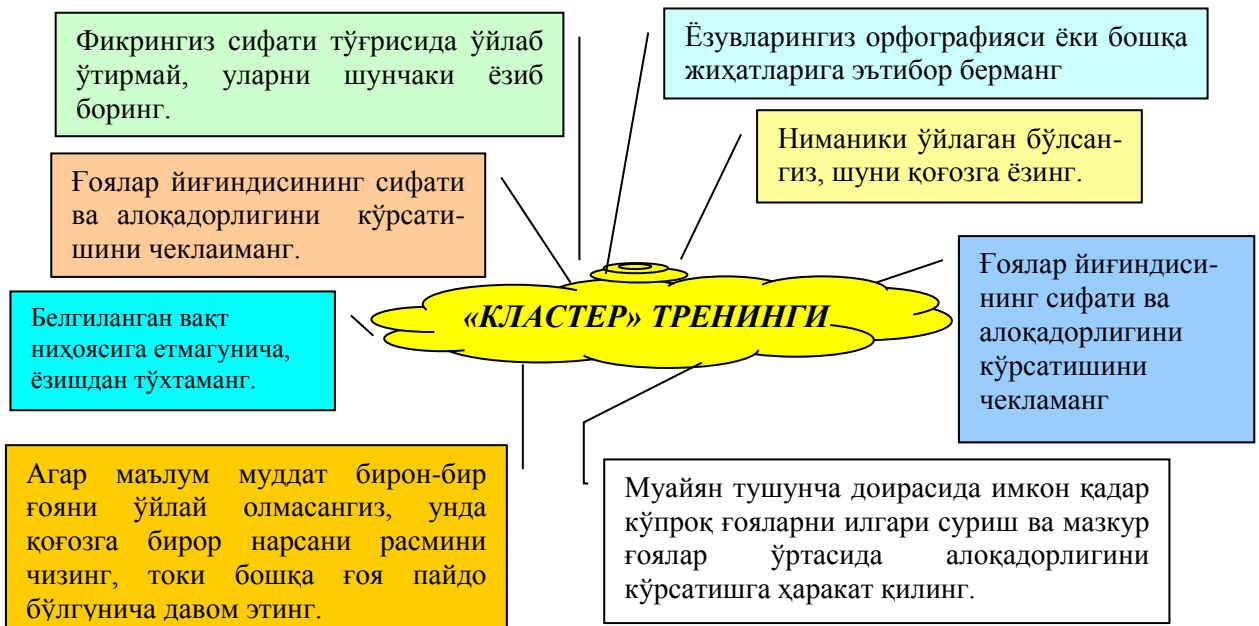 Фикрингиз сифати тўғрисида ўйлаб
ўтирмай, уларни шунчаки ёзиб
боринг.
Ёзувларингиз орфографияси ёки бошқа
жиҳатларига эътибор берманг
Ниманики ўйлаган бўлсан-
гиз, шуни қоғозга ёзинг.
Ғоялар йиғиндисининг сифати
ва алоқадорлигини кўрсати-
шини чеклаиманг.
Ғоялар йиғиндиси-
нинг сифати ва
алоқадорлигини
кўрсатишини
чекламанг
«КЛАСТЕР» ТРЕНИНГИ
Белгиланган вақт
ниҳоясига етмагунича,
ёзишдан тўхтаманг.
Агар маълум муддат бирон-бир
ғояни ўйлай олмасангиз, унда
қоғозга бирор нарсани расмини
чизинг, токи бошқа ғоя пайдо
бўлгунича давом этинг.
Муайян тушунча доирасида имкон қадар
кўпроқ ғояларни илгари суриш ва мазкур
ғоялар ўртасида алоқадорлигини
кўрсатишга ҳаракат қилинг.